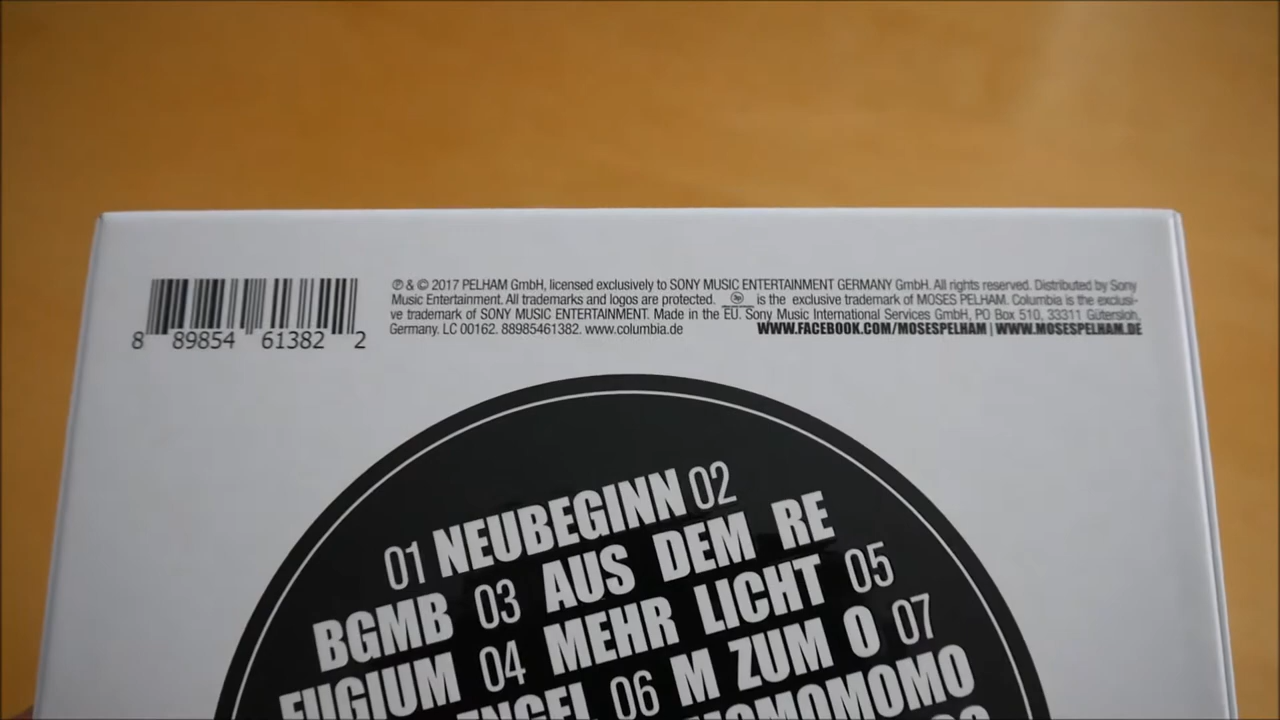 ℗ & © 2017 PELHAM GmbH, licensed exclusively to SONY MUSIC ENTERTAINMENT GERMANY GmbH. All rights reserved. Distributed by Sony
Music Entertainment. All trademarks and logos are protected. 3p is the exclusive trademark of MOSES PELHAM. Columbia is the exclusi-
ve trademark of SONY MUSIC ENTERTAINMENT. Made in the EU. Sony Music International Services GmbH, PO Box 510, 33311 Gütersloh,
Germany. LC 00162. 88985461382. www.columbia.de
WWW.FACEBOOK.COM/MOSESPELHAM | WWW.MOSESPELHAM.DE
8 89854 61382 2
01 NEUBEGINN 02
BGMB 03 AUS DEM RE
FUGIUM 04 MEHR LICHT 05
ENGEL 06 M ZUM O 07
MOMOMOMO